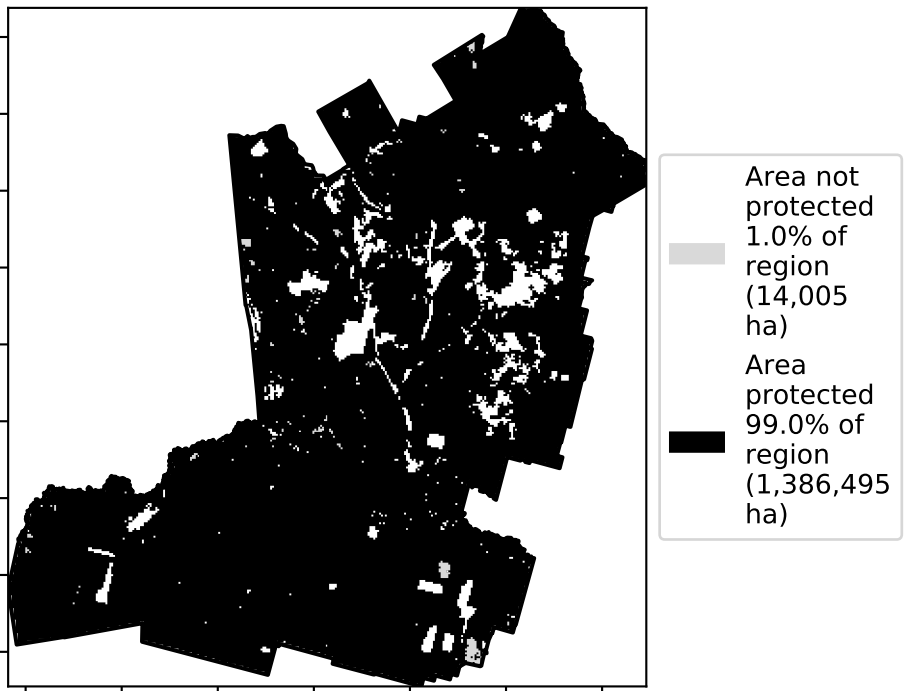 Area not
protected
1.0% of
region
(14,005
ha)
Area
protected
99.0% of
region
(1,386,495
ha)